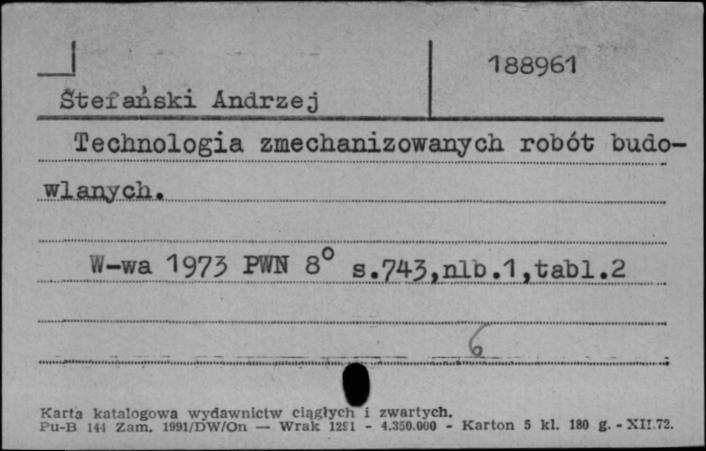 188961
Stefański Andrzej
Technologia zmechanizowanych robót budo-
wlanych.
W-wa 1973 PWN 8° s.743,nlb.1,tabl.2
6
Karta katalogowa wydawnictw ciągłych i zwartych.
Pu-B 144 Zam. 1991/DW/On — Wrak 1291 - 4.350.000 - Karton 5 kl. 180 g. - XII.72.